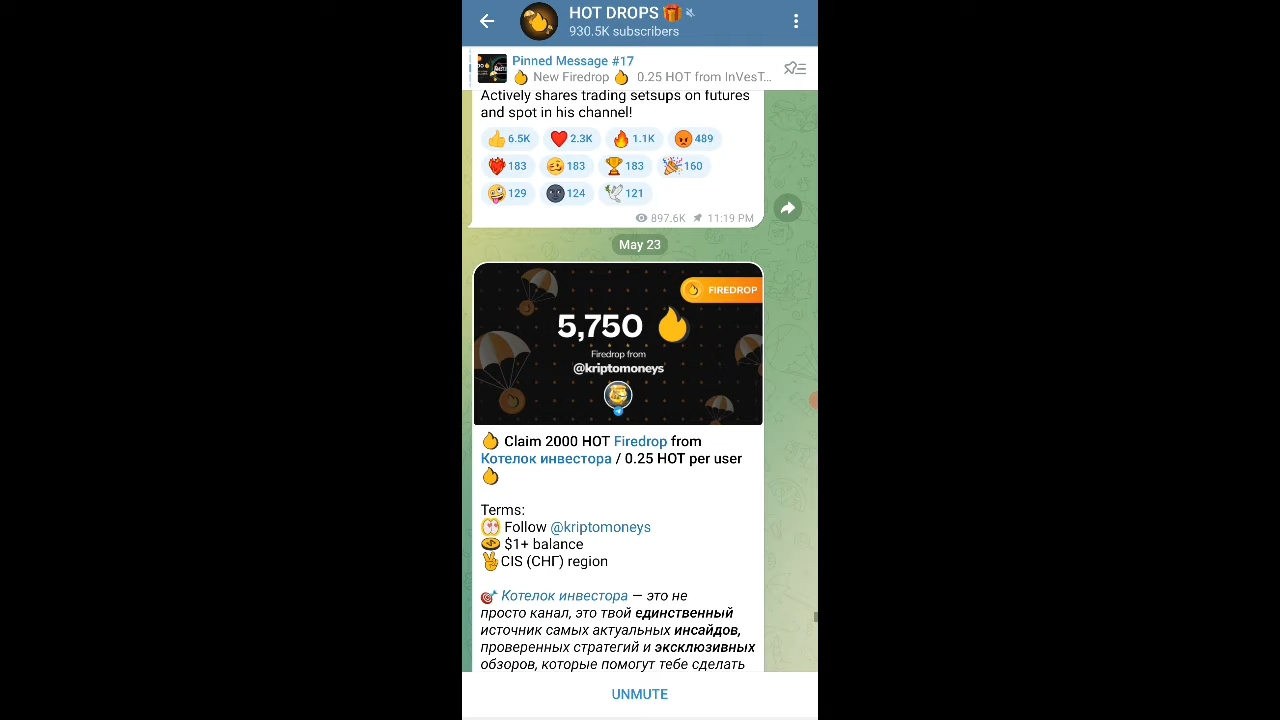 HOT DROPS 🎁
930.5K subscribers
Pinned Message #17
🔥 New Firedrop 🔥 0.25 HOT from InVesT...
Actively shares trading setsups on futures
and spot in his channel!
👍 6.5K ❤️ 2.3K 🔥 1.1K 😡 489
❤️‍🔥 183 🥴 183 🏆 183 🎉 160
🤪 129 🌚 124 🕊 121
897.6K 11:19 PM
May 23
FIREDROP
5,750
Firedrop from
@kriptomoneys
🔥 Claim 2000 HOT Firedrop from
Котелок инвестора / 0.25 HOT per user
🔥
Terms:
Follow @kriptomoneys
$1+ balance
✌️CIS (СНГ) region
🎯 Котелок инвестора — это не
просто канал, это твой единственный
источник самых актуальных инсайдов,
проверенных стратегий и эксклюзивных
обзоров, которые помогут тебе сделать
UNMUTE